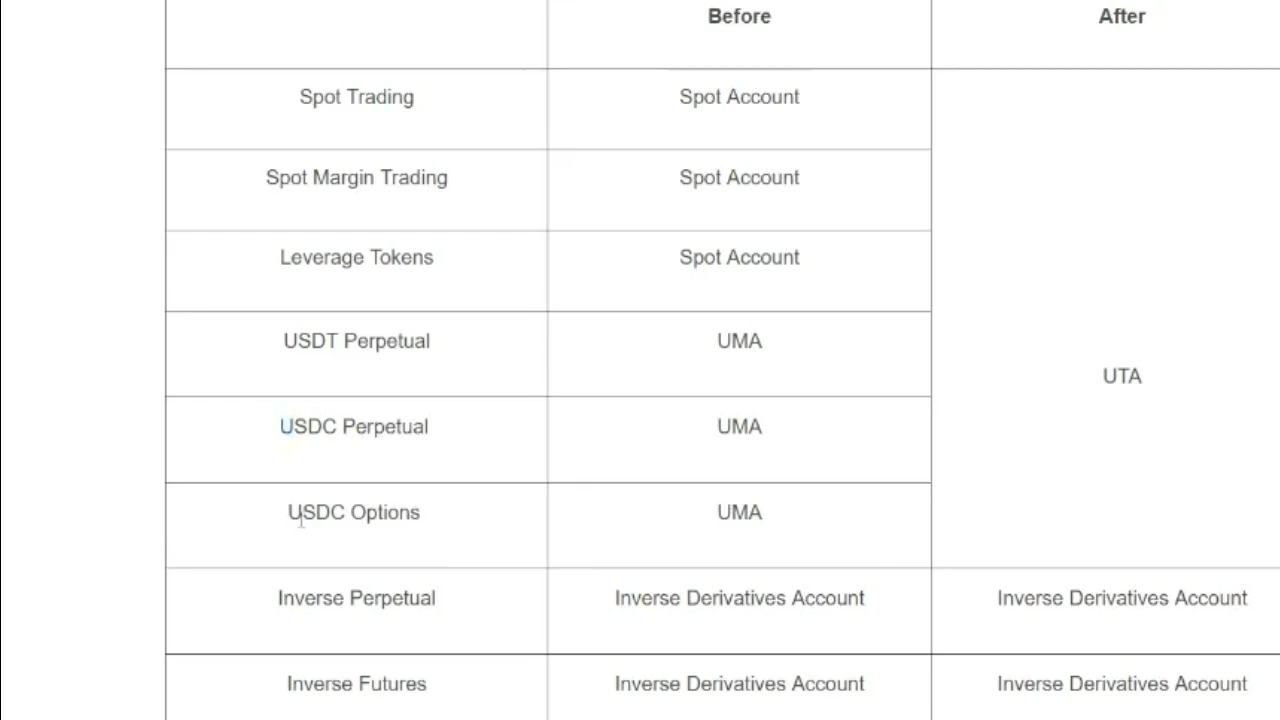 Before After
Spot Trading Spot Account
Spot Margin Trading Spot Account
Leverage Tokens Spot Account
USDT Perpetual UMA
UTA
USDC Perpetual UMA
USDC Options UMA
Inverse Perpetual Inverse Derivatives Account Inverse Derivatives Account
Inverse Futures Inverse Derivatives Account Inverse Derivatives Account